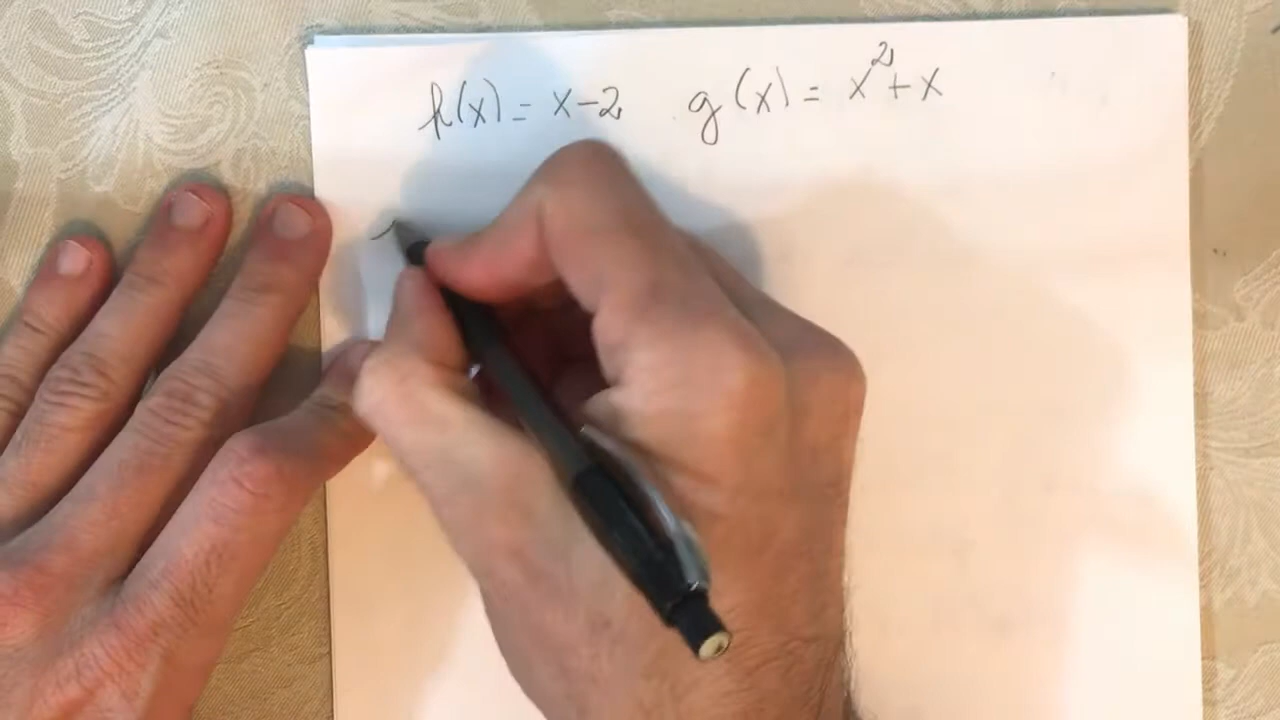 h(x) = x-2 g(x) = x²+x